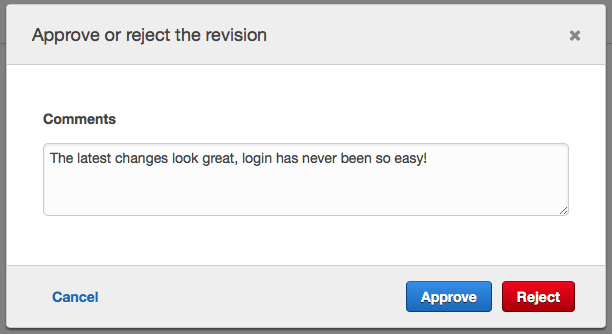 Approve or reject the revision
Comments
The latest changes look great, login has never been so easy!
Cancel
Approve
Reject